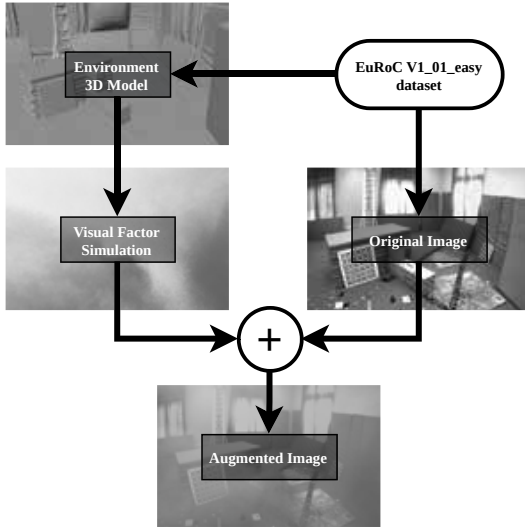 Environment
3D Model
EuRoC V1_01_easy
dataset
Visual Factor
Simulation
Original Image
+
Augmented Image